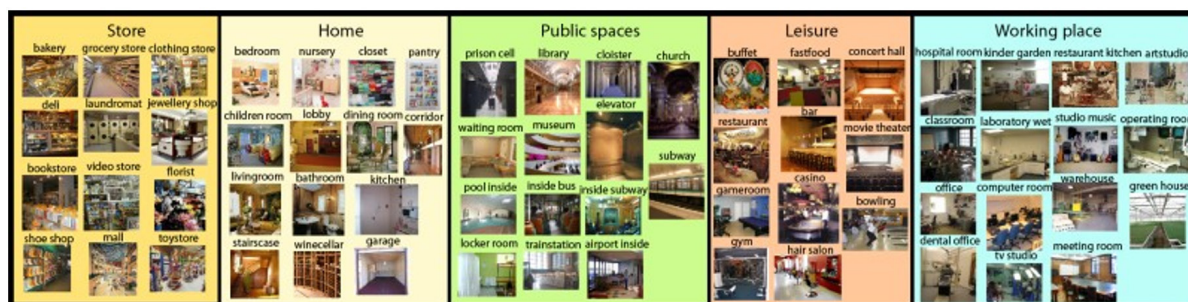 Store
bakery grocery store clothing store
deli laundromat jewellery shop
bookstore video store florist
shoe shop mall toystore
Home
bedroom nursery closet pantry
children room lobby dining room corridor
livingroom bathroom kitchen
stairscase winecellar garage
Public spaces
prison cell library cloister church
elevator
waiting room museum
subway
pool inside inside bus inside subway
locker room trainstation airport inside
Leisure
buffet fastfood concert hall
restaurant bar
movie theater
gameroom casino
bowling
gym hair salon
Working place
hospital room kinder garden restaurant kitchen artstudio
classroom laboratory wet studio music operating room
office computer room warehouse green house
dental office tv studio meeting room